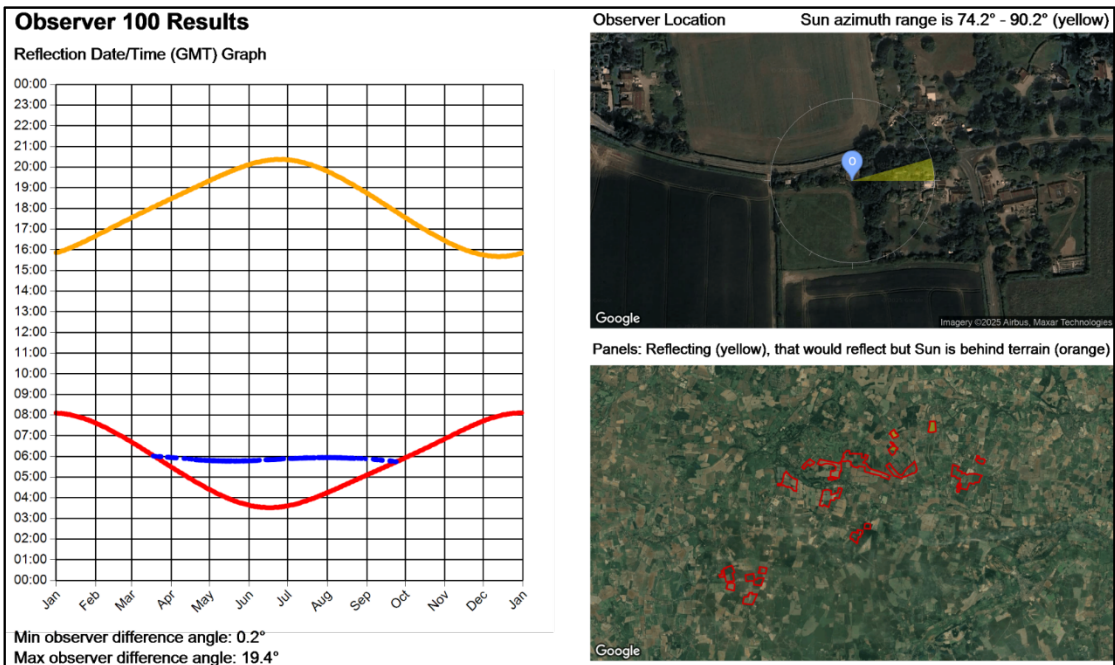 Observer 100 Results
Reflection Date/Time (GMT) Graph
00:00
23:00
22:00
21:00
20:00
19:00
18:00
17:00
16:00
15:00
14:00
13:00
12:00
11:00
10:00
09:00
08:00
07:00
06:00
05:00
04:00
03:00
02:00
01:00
00:00
Jan Feb Mar Apr May Jun Jul Aug Sep Oct Nov Dec Jan
Min observer difference angle: 0.2°
Max observer difference angle: 19.4°
Observer Location Sun azimuth range is 74.2° - 90.2° (yellow)
O
Google Imagery ©2025 Airbus, Maxar Technologies
Panels: Reflecting (yellow), that would reflect but Sun is behind terrain (orange)
Google